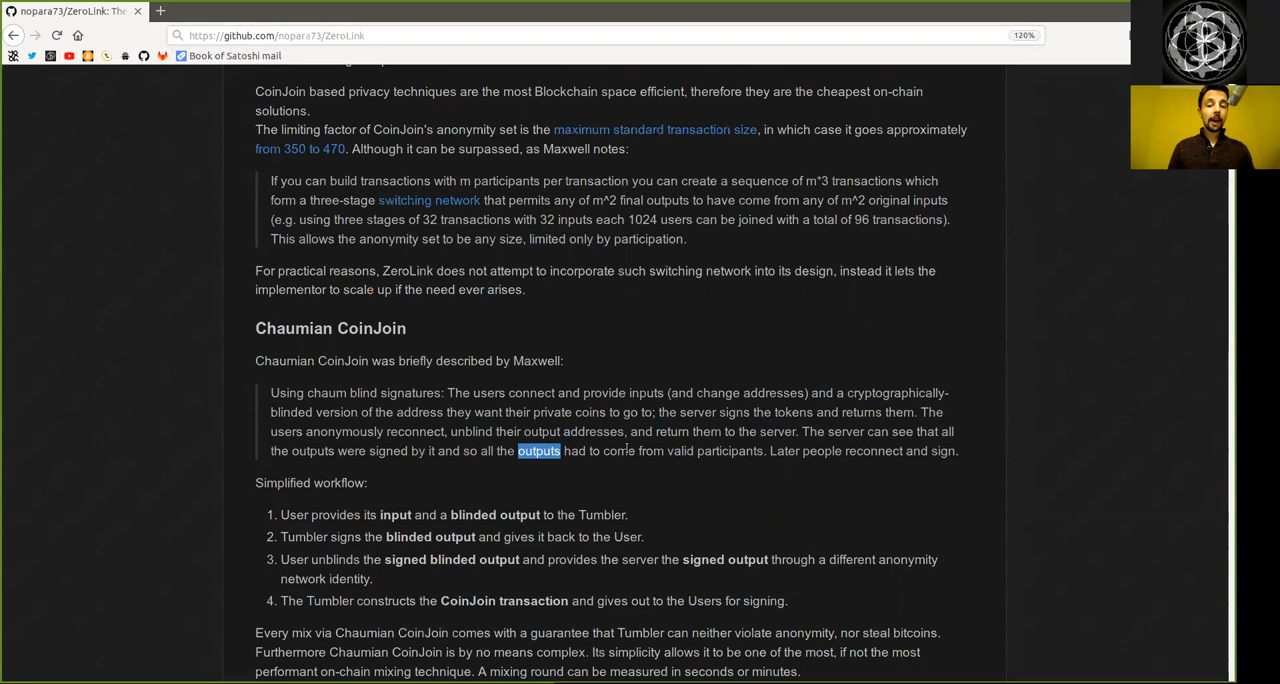 nopara73/ZeroLink: The
https://github.com/nopara73/ZeroLink
120%
Book of Satoshi mail
CoinJoin based privacy techniques are the most Blockchain space efficient, therefore they are the cheapest on-chain
solutions.
The limiting factor of CoinJoin's anonymity set is the maximum standard transaction size, in which case it goes approximately
from 350 to 470. Although it can be surpassed, as Maxwell notes:
If you can build transactions with m participants per transaction you can create a sequence of m*3 transactions which
form a three-stage switching network that permits any of m^2 final outputs to have come from any of m^2 original inputs
(e.g. using three stages of 32 transactions with 32 inputs each 1024 users can be joined with a total of 96 transactions).
This allows the anonymity set to be any size, limited only by participation.
For practical reasons, ZeroLink does not attempt to incorporate such switching network into its design, instead it lets the
implementor to scale up if the need ever arises.
Chaumian CoinJoin
Chaumian CoinJoin was briefly described by Maxwell:
Using chaum blind signatures: The users connect and provide inputs (and change addresses) and a cryptographically-
blinded version of the address they want their private coins to go to; the server signs the tokens and returns them. The
users anonymously reconnect, unblind their output addresses, and return them to the server. The server can see that all
the outputs were signed by it and so all the outputs had to come from valid participants. Later people reconnect and sign.
Simplified workflow:
1. User provides its input and a blinded output to the Tumbler.
2. Tumbler signs the blinded output and gives it back to the User.
3. User unblinds the signed blinded output and provides the server the signed output through a different anonymity
network identity.
4. The Tumbler constructs the CoinJoin transaction and gives out to the Users for signing.
Every mix via Chaumian CoinJoin comes with a guarantee that Tumbler can neither violate anonymity, nor steal bitcoins.
Furthermore Chaumian CoinJoin is by no means complex. Its simplicity allows it to be one of the most, if not the most
performant on-chain mixing technique. A mixing round can be measured in seconds or minutes.